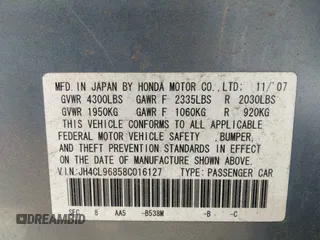 MFD. IN JAPAN BY HONDA MOTOR CO.,LTD: 11/'07
GVWR 4300LBS GAWR F 2335LBS R 2030LBS
GVWR 1950KG GAWR F 1060KG R 920KG
THIS VEHICLE CONFORMS TO ALL APPLICABLE
FEDERAL MOTOR VEHICLE SAFETY ,BUMPER,
AND THEFT PREVENTION STANDARDS IN EFFECT
ON THE DATE OF MANUFACTURE SHOWN ABOVE.
V.I.N:JH4CL96858C016127 TYPE: PASSENGER CAR
SEC 8 AA5 -B538M -B -C
DREAMBID